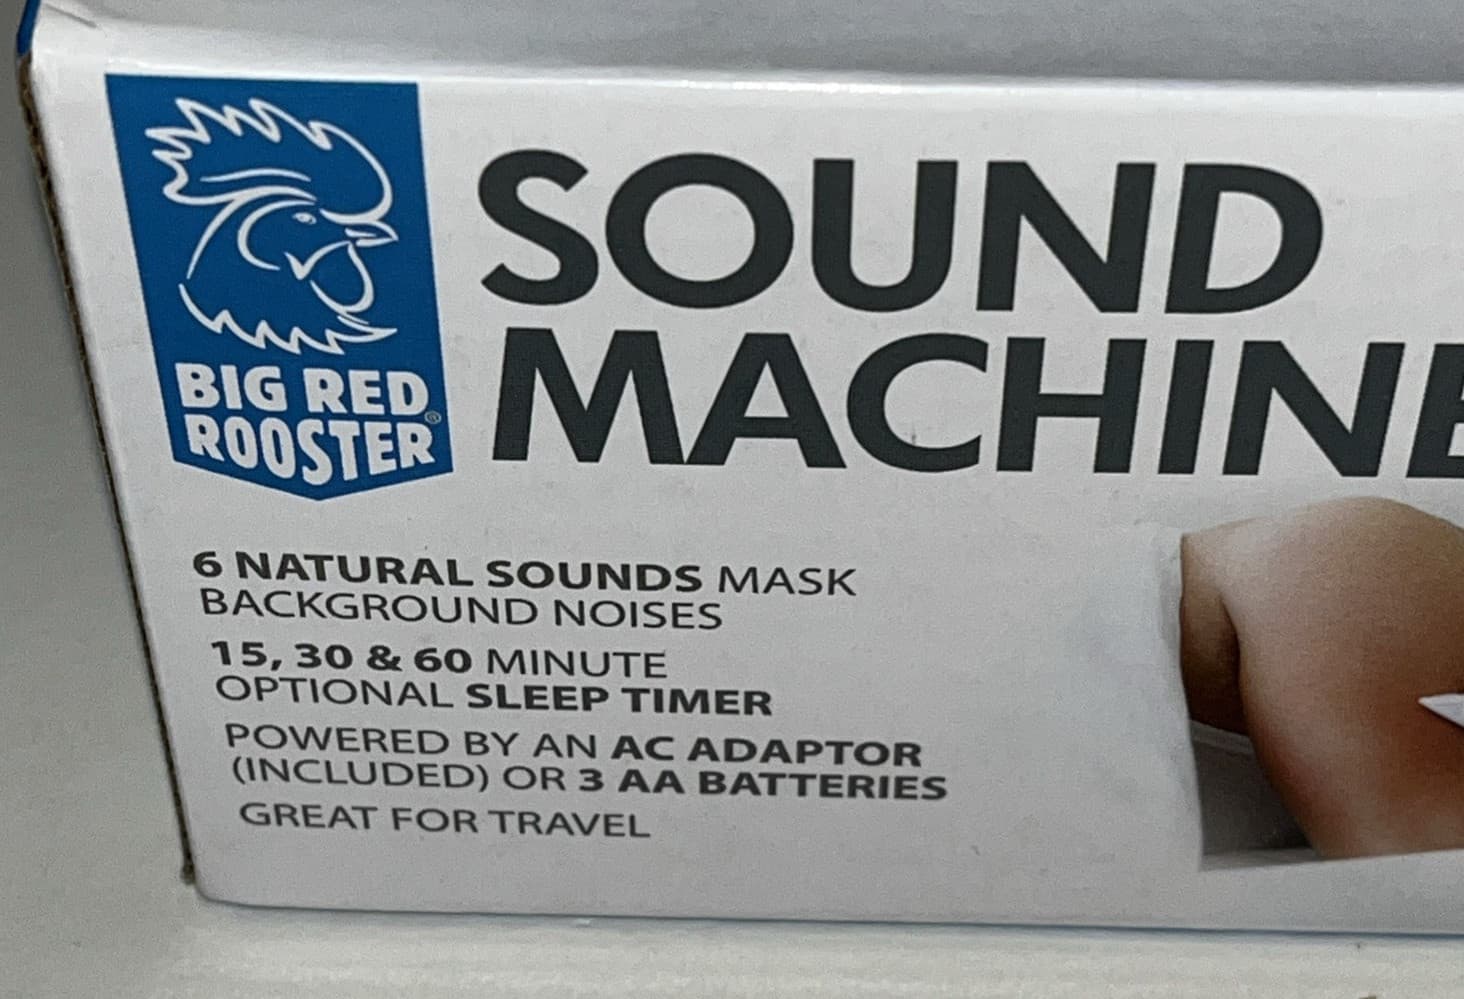 BIG RED
ROOSTER®
SOUND
MACHINE
6 NATURAL SOUNDS MASK
BACKGROUND NOISES
15, 30 & 60 MINUTE
OPTIONAL SLEEP TIMER
POWERED BY AN AC ADAPTOR
(INCLUDED) OR 3 AA BATTERIES
GREAT FOR TRAVEL